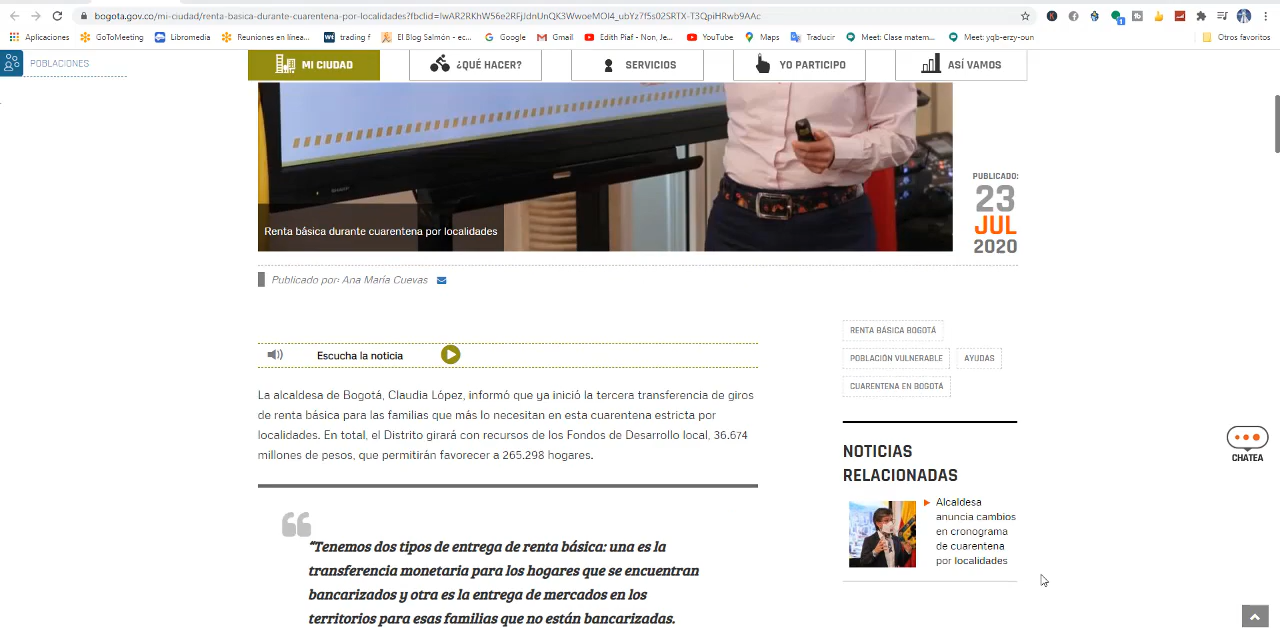 bogota.gov.co/mi-ciudad/renta-basica-durante-cuarentena-por-localidades?fbclid=IwAR2RKhW56e2RFJdnUnQK3WwoeMOI4_ubYz7f5s02SRTX-T3QpiHRwb9AAc
Aplicaciones GoToMeeting Libromedia Reuniones en línea... trading f El Blog Salmón - ec... Google Gmail Edith Piaf - Non, Je... YouTube Maps Traducir Meet: Clase matem... Meet: yqb-erzy-oun Otros favoritos
POBLACIONES
MI CIUDAD ¿QUÉ HACER? SERVICIOS YO PARTICIPO ASÍ VAMOS
Renta básica durante cuarentena por localidades
PUBLICADO:
23
JUL
2020
Publicado por: Ana María Cuevas
Escucha la noticia
La alcaldesa de Bogotá, Claudia López, informó que ya inició la tercera transferencia de giros
de renta básica para las familias que más lo necesitan en esta cuarentena estricta por
localidades. En total, el Distrito girará con recursos de los Fondos de Desarrollo local, 36.674
millones de pesos, que permitirán favorecer a 265.298 hogares.
“Tenemos dos tipos de entrega de renta básica: una es la
transferencia monetaria para los hogares que se encuentran
bancarizados y otra es la entrega de mercados en los
territorios para esas familias que no están bancarizadas.
RENTA BÁSICA BOGOTÁ
POBLACIÓN VULNERABLE AYUDAS
CUARENTENA EN BOGOTÁ
NOTICIAS
RELACIONADAS
Alcaldesa
anuncia cambios
en cronograma
de cuarentena
por localidades
CHATEA